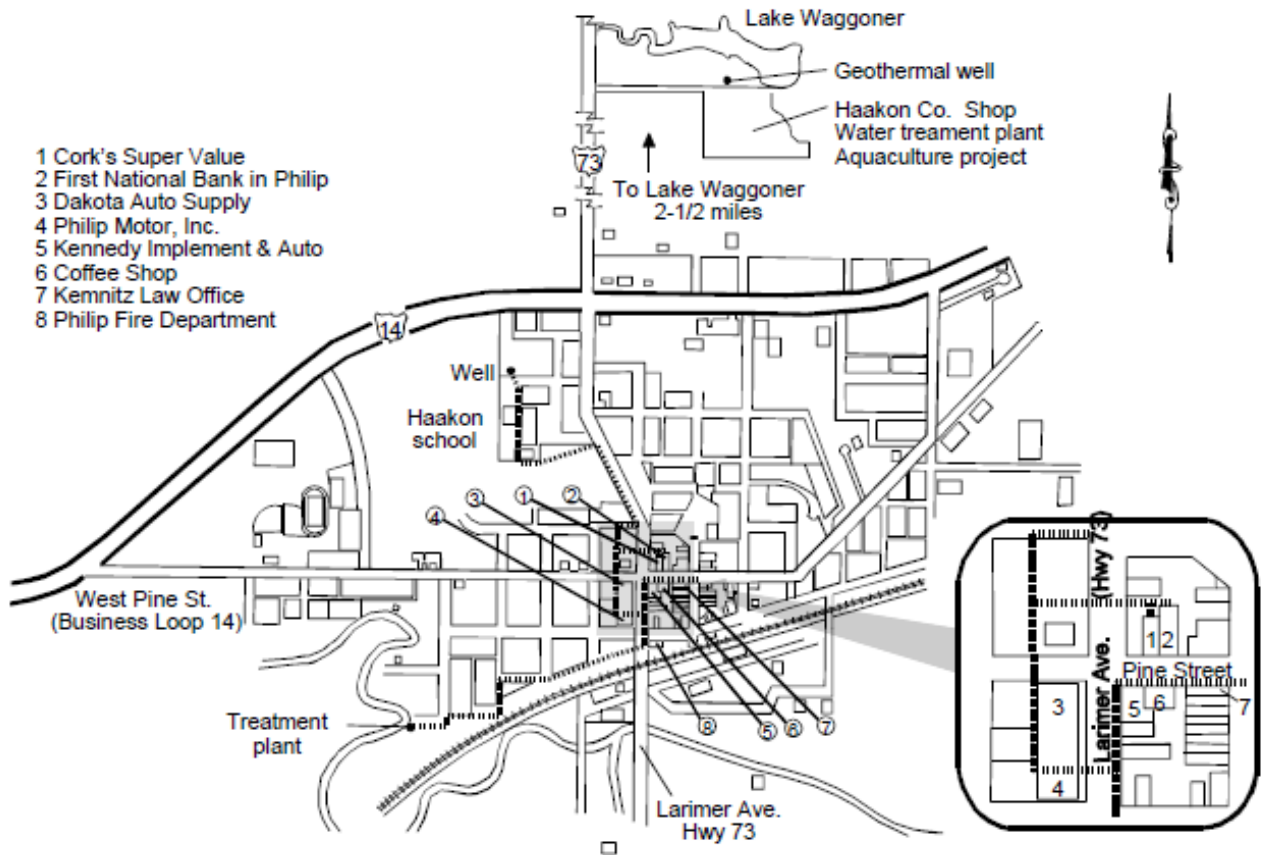 Lake Waggoner
Geothermal well
Haakon Co. Shop
Water treament plant
Aquaculture project
73
To Lake Waggoner
2-1/2 miles
1 Cork's Super Value
2 First National Bank in Philip
3 Dakota Auto Supply
4 Philip Motor, Inc.
5 Kennedy Implement & Auto
6 Coffee Shop
7 Kemnitz Law Office
8 Philip Fire Department
14
Well
Haakon
school
3
1
2
4
West Pine St.
(Business Loop 14)
Treatment
plant
8
5
6
7
Larimer Ave.
Hwy 73
(Hwy 73)
Larimer Ave.
1 2
Pine Street
3
5
6
7
4